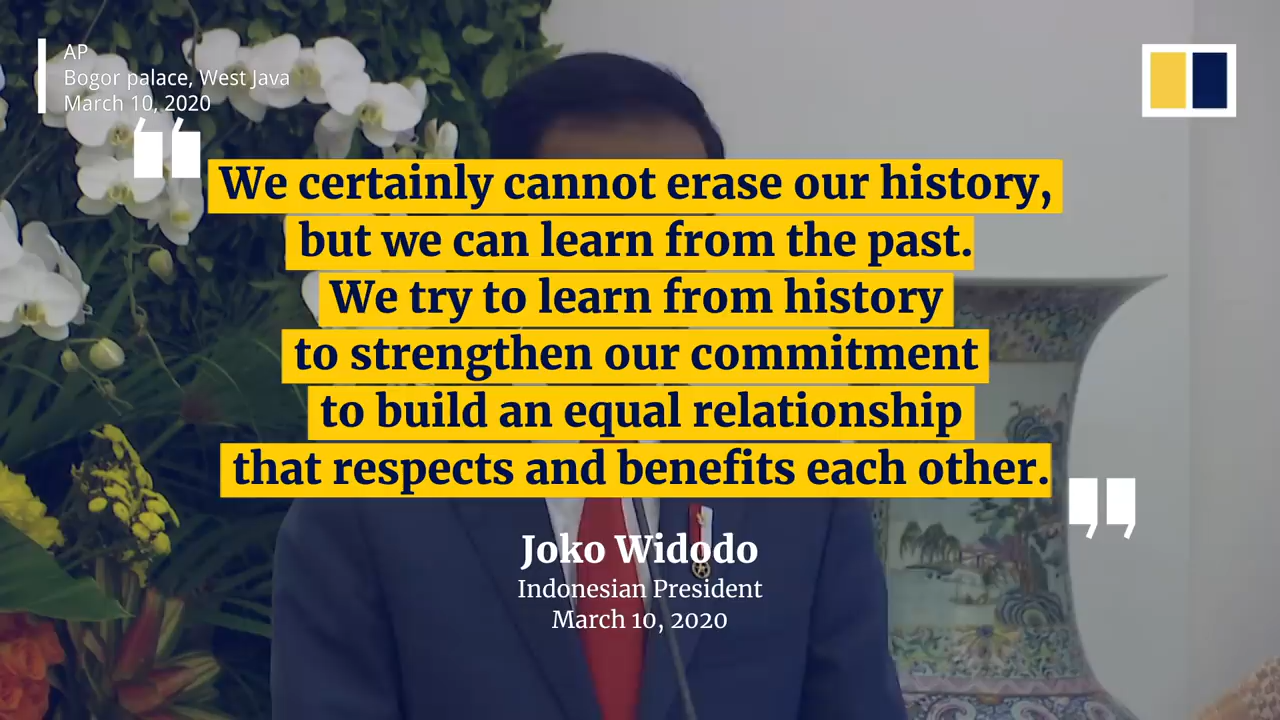 AP
Bogor palace, West Java
March 10, 2020
“We certainly cannot erase our history,
but we can learn from the past.
We try to learn from history
to strengthen our commitment
to build an equal relationship
that respects and benefits each other.”
Joko Widodo
Indonesian President
March 10, 2020